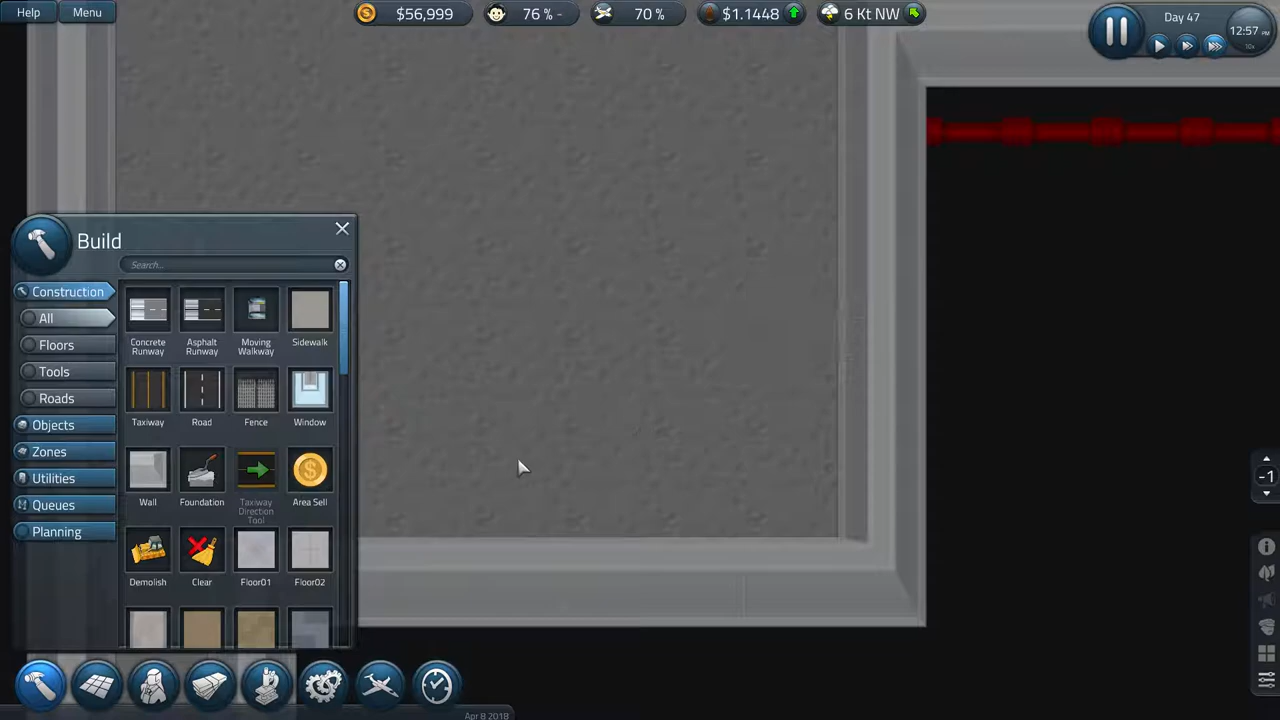 Help
Menu
$56,999
76 % -
70 %
$1.1448
6 Kt NW
Day 47
12:57 PM
10x
Build
Search...
Construction
All
Floors
Tools
Roads
Objects
Zones
Utilities
Queues
Planning
Concrete Runway
Asphalt Runway
Moving Walkway
Sidewalk
Taxiway
Road
Fence
Window
Wall
Foundation
Taxiway Direction Tool
Area Sell
Demolish
Clear
Floor01
Floor02
-1
Apr 8 2018